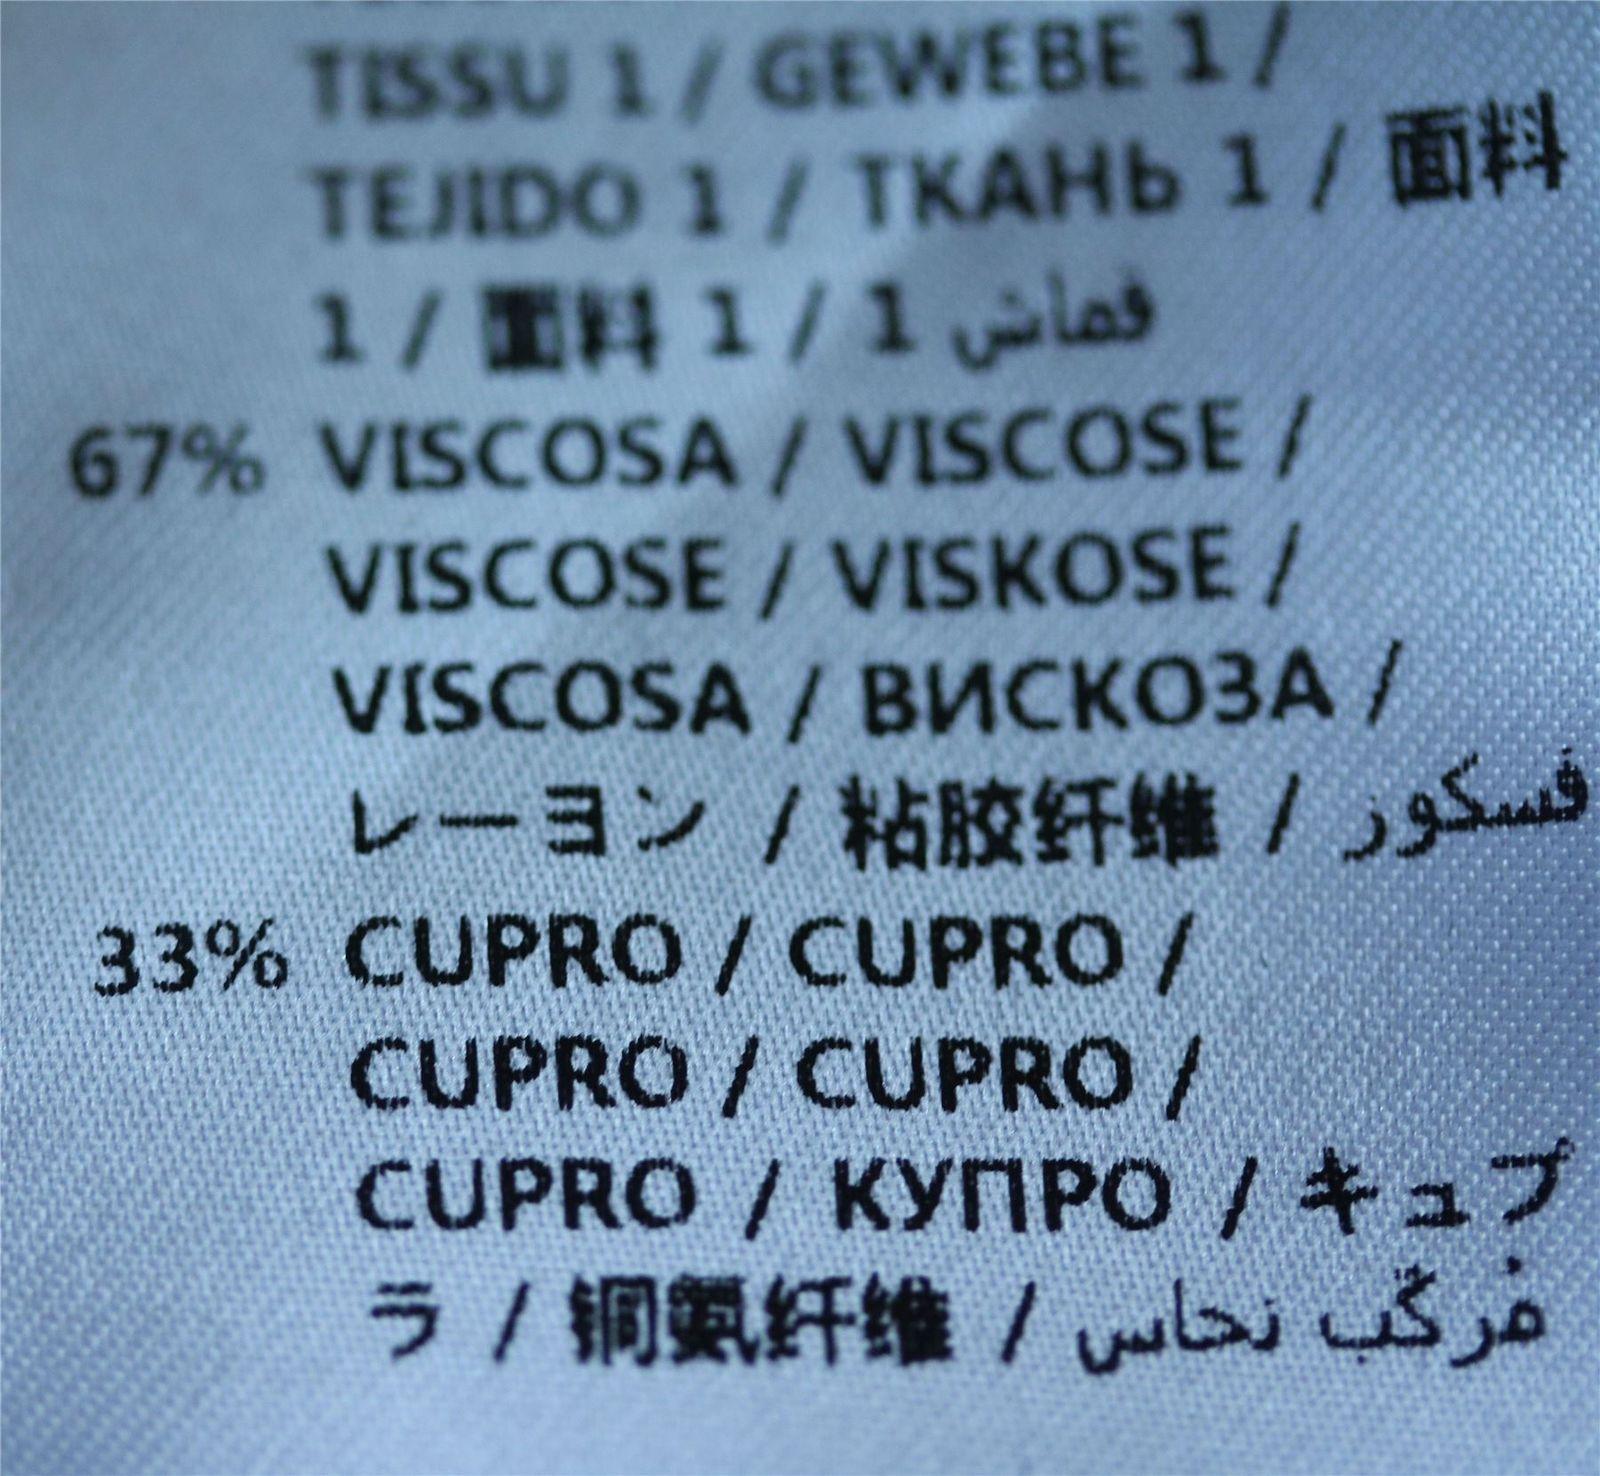 TISSU 1 / GEWEBE 1 /
TEJIDO 1 / ТКАНЬ 1 / 面料
1 / 面料 1 / 1 قماش
67% VISCOSA / VISCOSE /
VISCOSE / VISKOSE /
VISCOSA / ВИСКОЗА /
レーヨン / 粘胶纤维 / فسكوز
33% CUPRO / CUPRO /
CUPRO / CUPRO /
CUPRO / КУПРО / キュプ
ラ / 铜氨纤维 / مركب نحاس